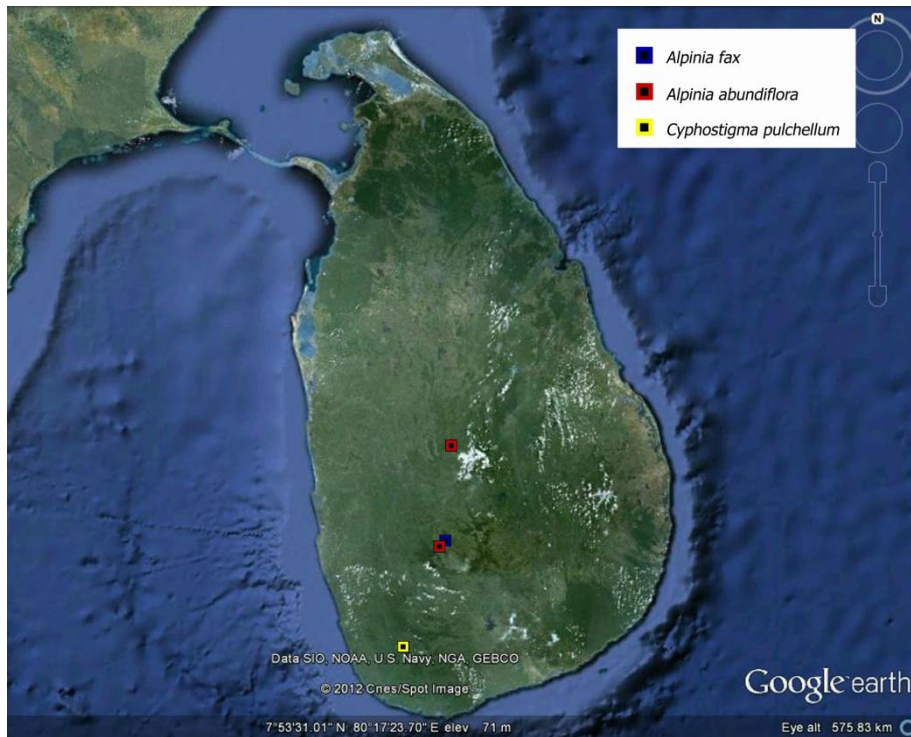 N
Alpinia fax
Alpinia abundiflora
Cyphostigma pulchellum
Data SIO, NOAA, U.S. Navy, NGA, GEBCO
© 2012 Cnes/Spot Image
Google earth
7°53'31.01" N 80°17'23.70" E elev 71 m
Eye alt 575.83 km